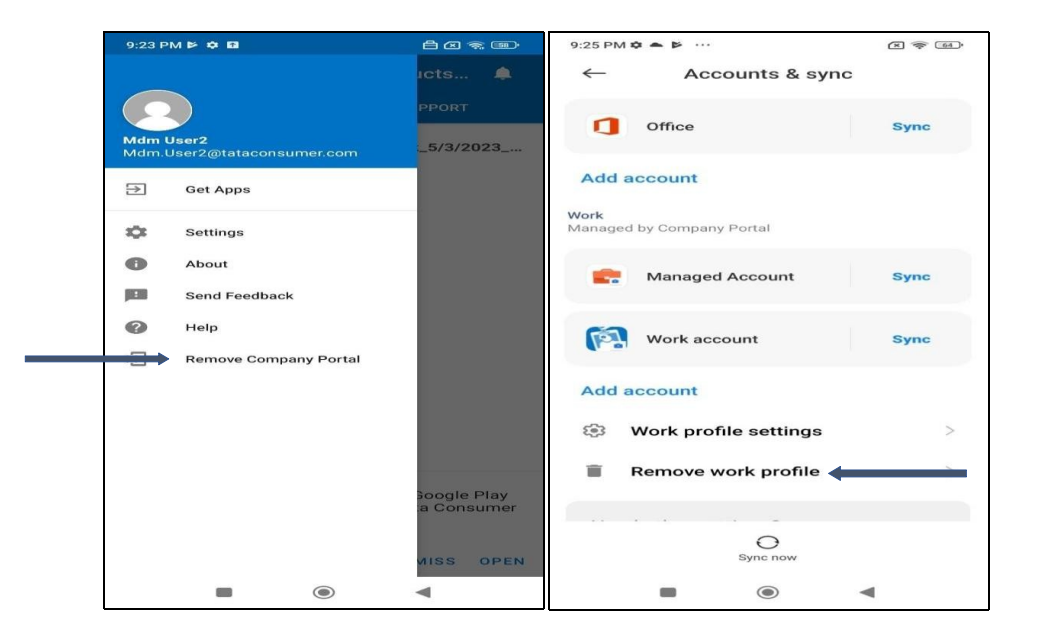 9:23 PM
58
ucts...
PPORT
Mdm User2
Mdm.User2@tataconsumer.com
_5/3/2023_...
Get Apps
Settings
About
Send Feedback
Help
Remove Company Portal
Google Play
ta Consumer
MISS OPEN
9:25 PM
64
Accounts & sync
Office Sync
Add account
Work
Managed by Company Portal
Managed Account Sync
Work account Sync
Add account
Work profile settings
Remove work profile
Sync now